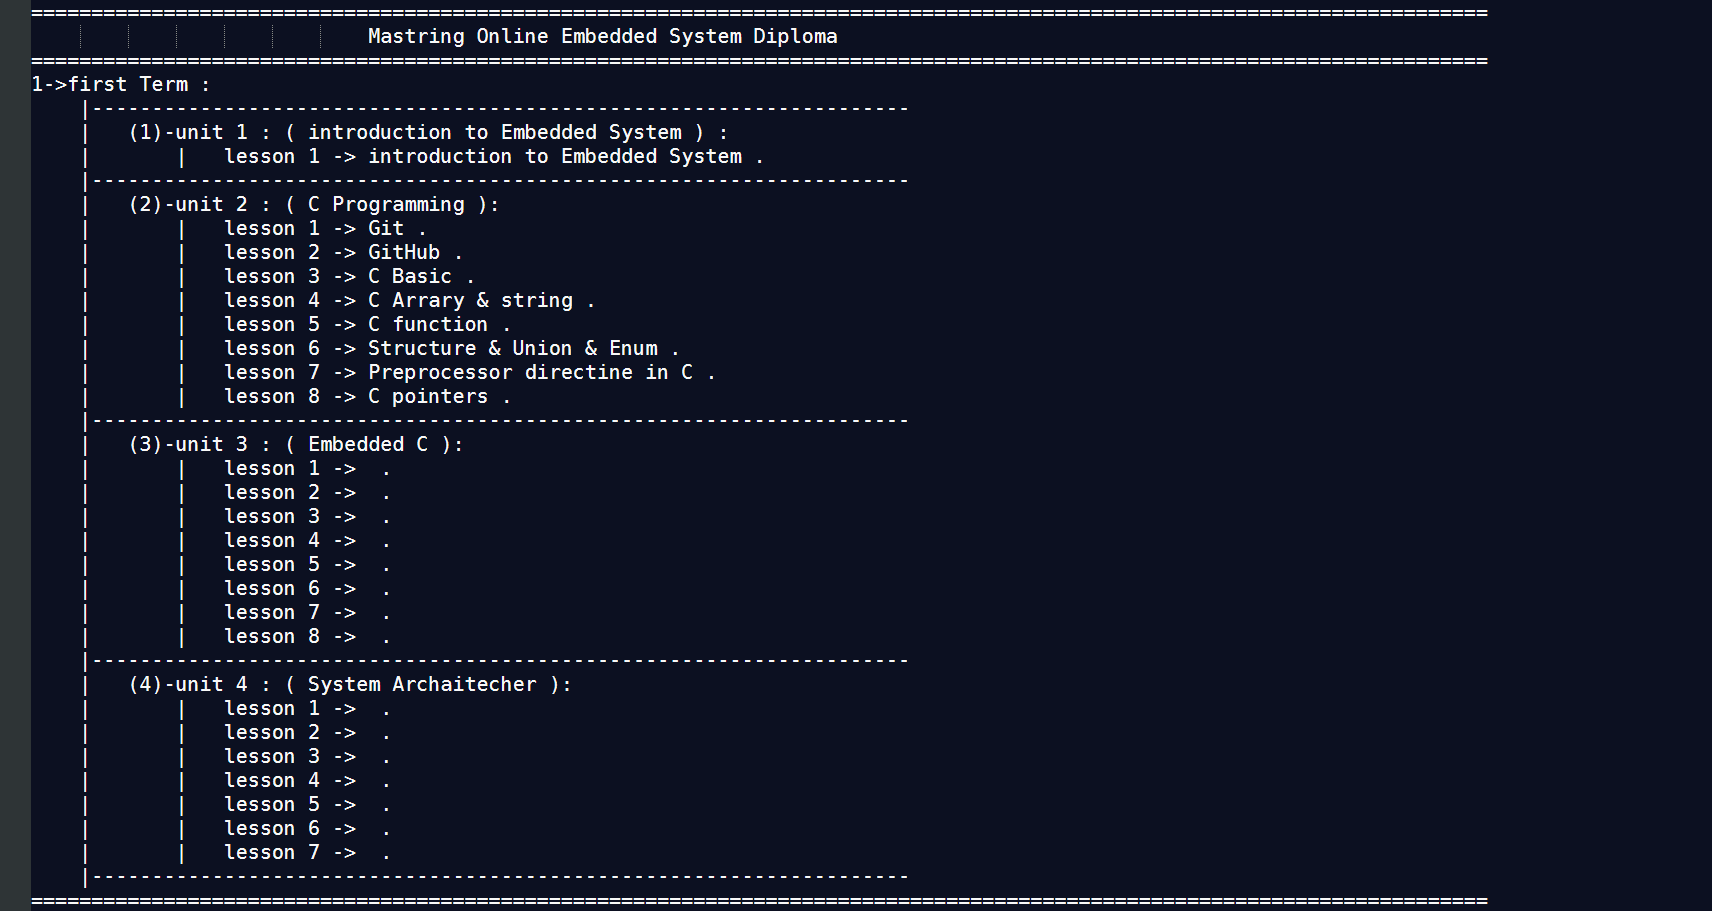 ==========================================================================================================================
Mastring Online Embedded System Diploma
==========================================================================================================================
1->first Term :
|--------------------------------------------------------------------
| (1)-unit 1 : ( introduction to Embedded System ) :
| | lesson 1 -> introduction to Embedded System .
|--------------------------------------------------------------------
| (2)-unit 2 : ( C Programming ):
| | lesson 1 -> Git .
| | lesson 2 -> GitHub .
| | lesson 3 -> C Basic .
| | lesson 4 -> C Arrary & string .
| | lesson 5 -> C function .
| | lesson 6 -> Structure & Union & Enum .
| | lesson 7 -> Preprocessor directine in C .
| | lesson 8 -> C pointers .
|--------------------------------------------------------------------
| (3)-unit 3 : ( Embedded C ):
| | lesson 1 ->  .
| | lesson 2 ->  .
| | lesson 3 ->  .
| | lesson 4 ->  .
| | lesson 5 ->  .
| | lesson 6 ->  .
| | lesson 7 ->  .
| | lesson 8 ->  .
|--------------------------------------------------------------------
| (4)-unit 4 : ( System Archaitecher ):
| | lesson 1 ->  .
| | lesson 2 ->  .
| | lesson 3 ->  .
| | lesson 4 ->  .
| | lesson 5 ->  .
| | lesson 6 ->  .
| | lesson 7 ->  .
|--------------------------------------------------------------------
==========================================================================================================================